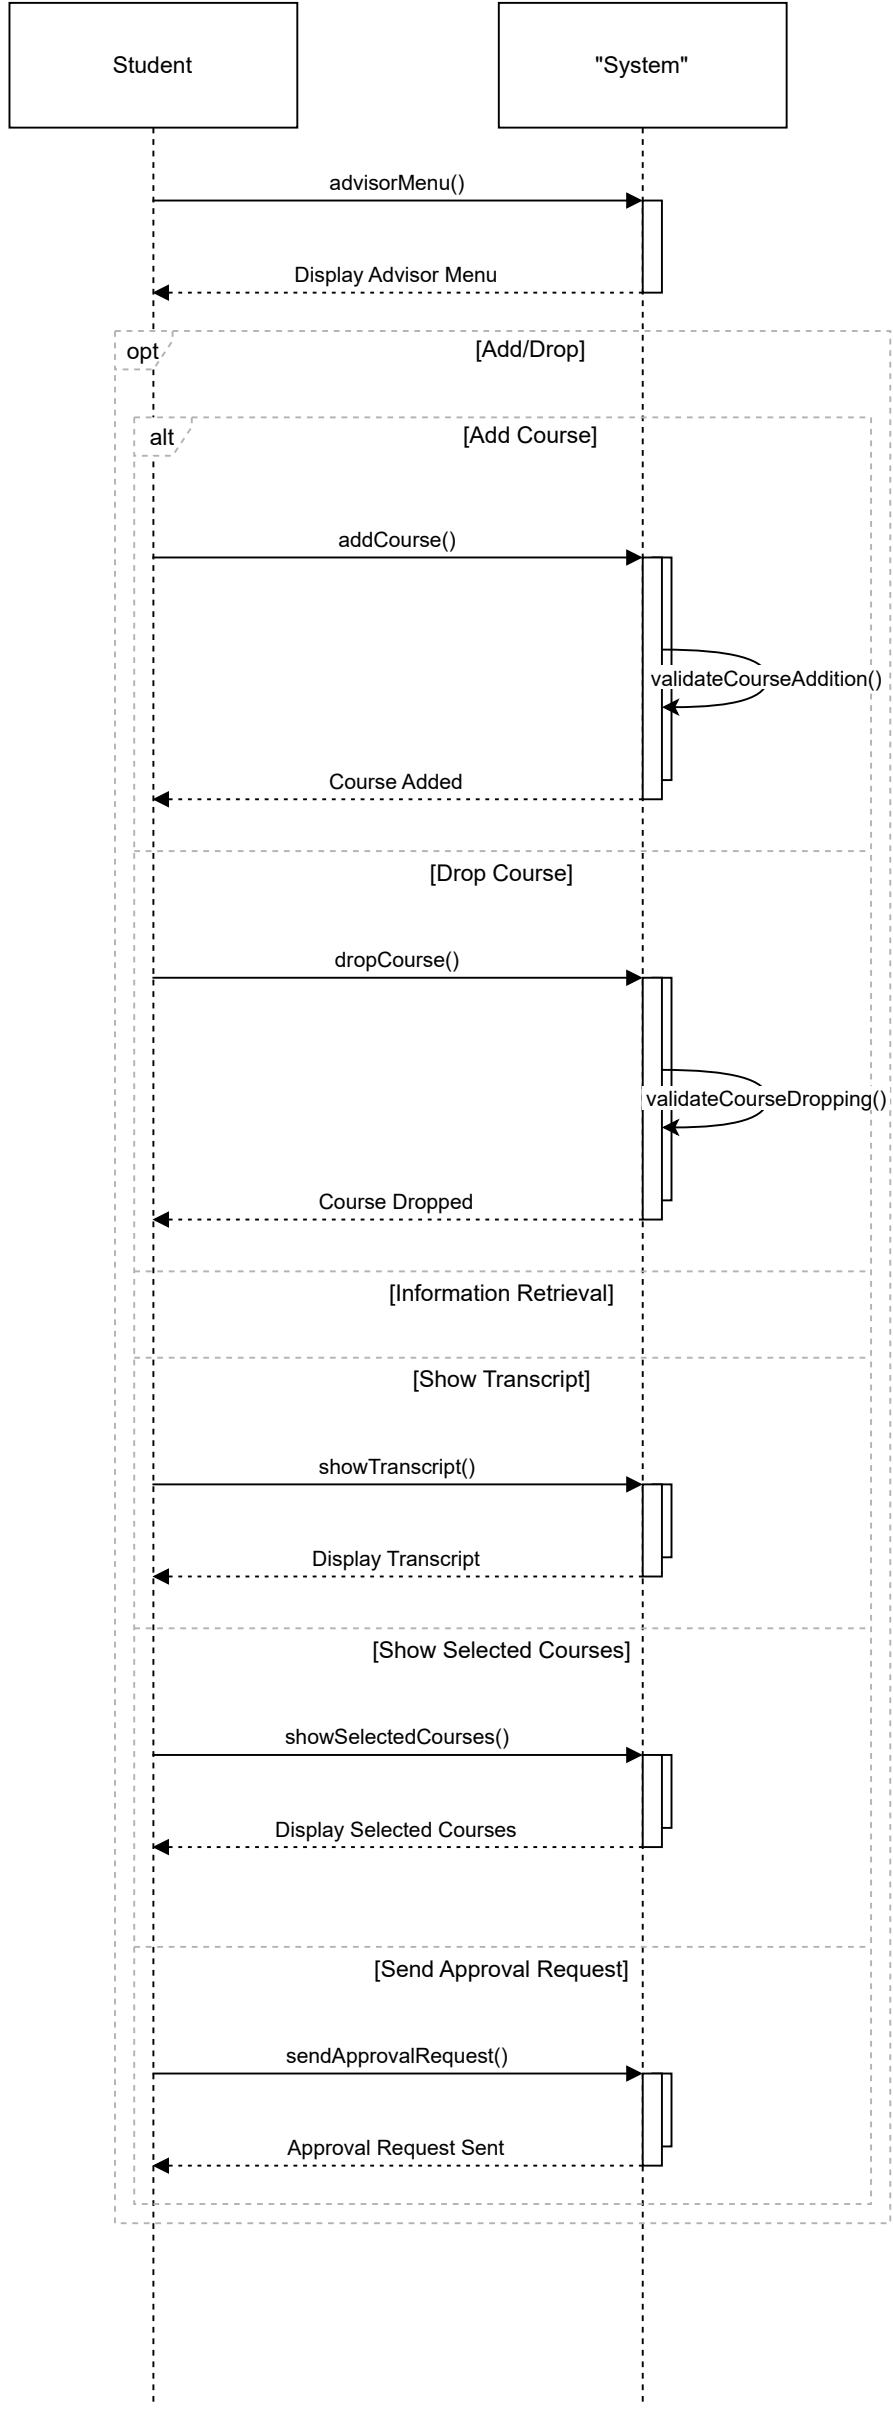 Student
"System"
advisorMenu()
Display Advisor Menu
opt
[Add/Drop]
alt
[Add Course]
addCourse()
validateCourseAddition()
Course Added
[Drop Course]
dropCourse()
validateCourseDropping()
Course Dropped
[Information Retrieval]
[Show Transcript]
showTranscript()
Display Transcript
[Show Selected Courses]
showSelectedCourses()
Display Selected Courses
[Send Approval Request]
sendApprovalRequest()
Approval Request Sent